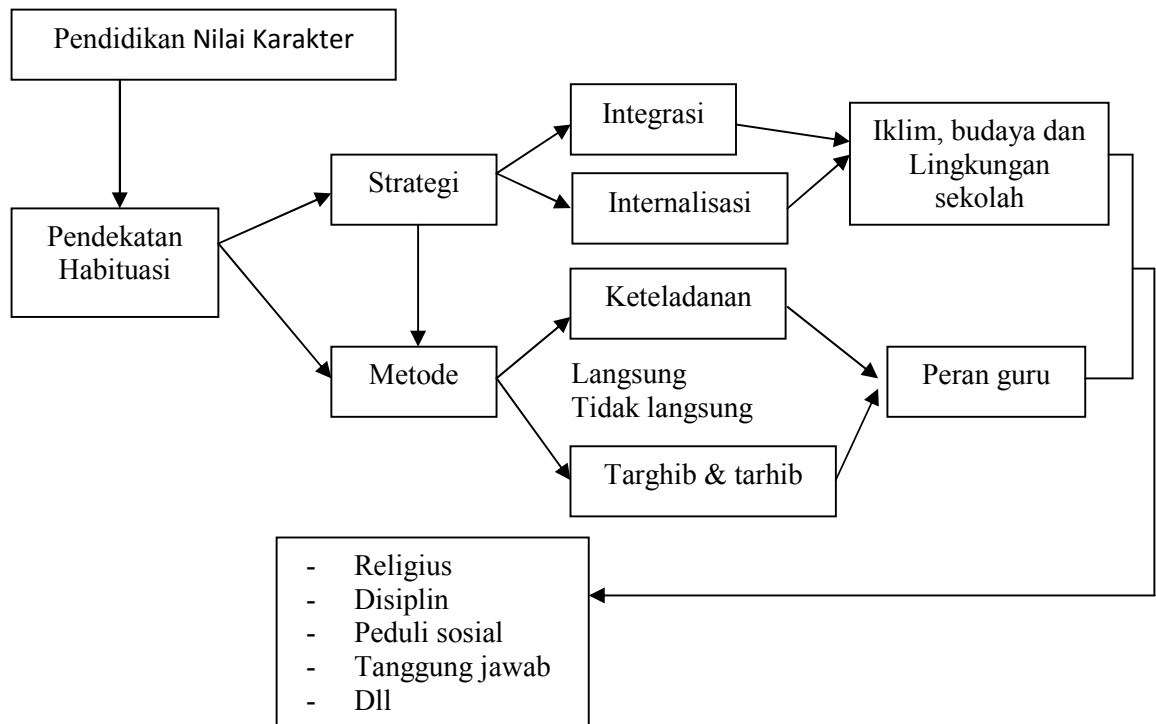 Pendidikan Nilai Karakter
Pendekatan
Habituasi
Strategi
Metode
Integrasi
Internalisasi
Keteladanan
Langsung
Tidak langsung
Targhib & tarhib
Iklim, budaya dan
Lingkungan
sekolah
Peran guru
- Religius
- Disiplin
- Peduli sosial
- Tanggung jawab
- Dll